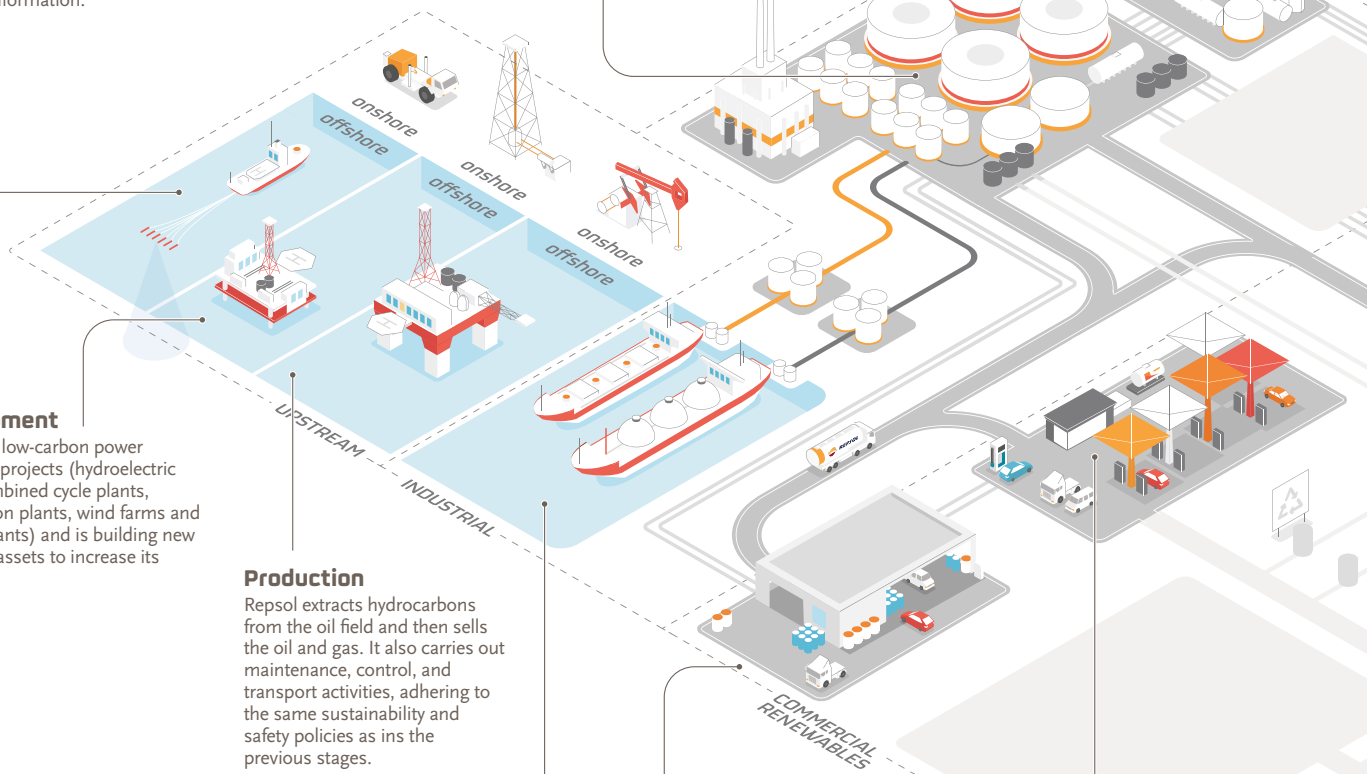 formation.
onshore
offshore
onshore
offshore
onshore
offshore
UPSTREAM
INDUSTRIAL
REPSOL
COMMERCIAL
RENEWABLES
ment
low-carbon power
projects (hydroelectric
mbined cycle plants,
on plants, wind farms and
ants) and is building new
assets to increase its
Production
Repsol extracts hydrocarbons
from the oil field and then sells
the oil and gas. It also carries out
maintenance, control, and
transport activities, adhering to
the same sustainability and
safety policies as ins the
previous stages.